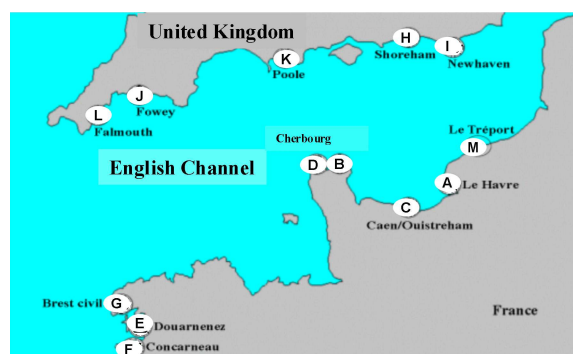 United Kingdom
H
I
K
Shoreham
Newhaven
Poole
J
Fowey
L
Falmouth
Le Tréport
Cherbourg
M
English Channel
D
B
A
Le Havre
C
Caen/Ouistreham
Brest civil
G
France
E
Douarnenez
F
Concarneau